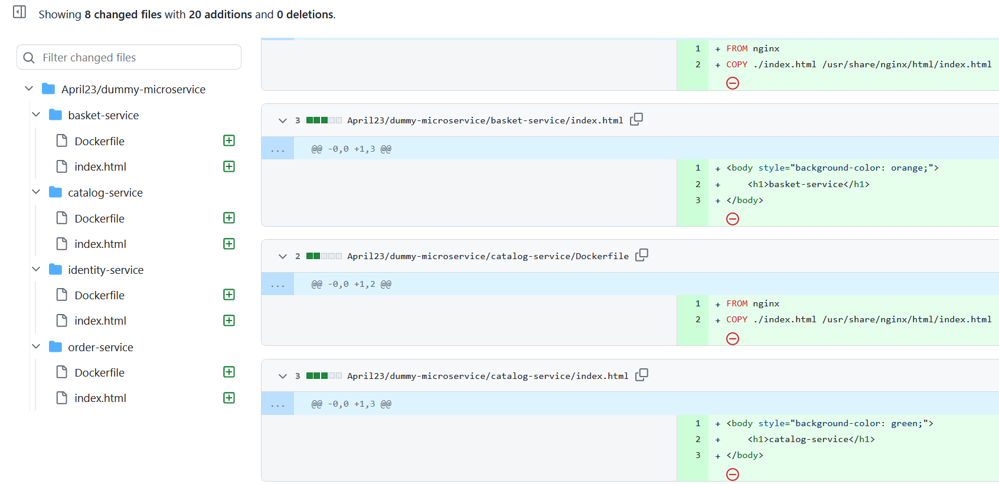 Showing 8 changed files with 20 additions and 0 deletions.
Filter changed files
April23/dummy-microservice
basket-service
Dockerfile
index.html
catalog-service
Dockerfile
index.html
identity-service
Dockerfile
index.html
order-service
Dockerfile
index.html
1 + FROM nginx
2 + COPY ./index.html /usr/share/nginx/html/index.html
3 April23/dummy-microservice/basket-service/index.html
... @@ -0,0 +1,3 @@
1 + <body style="background-color: orange;">
2 +     <h1>basket-service</h1>
3 + </body>
2 April23/dummy-microservice/catalog-service/Dockerfile
... @@ -0,0 +1,2 @@
1 + FROM nginx
2 + COPY ./index.html /usr/share/nginx/html/index.html
3 April23/dummy-microservice/catalog-service/index.html
... @@ -0,0 +1,3 @@
1 + <body style="background-color: green;">
2 +     <h1>catalog-service</h1>
3 + </body>